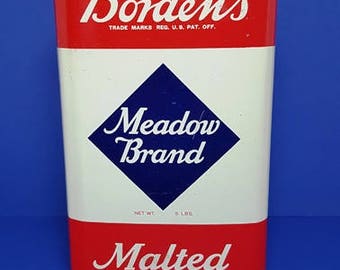 Borden's
TRADE MARKS REG. U.S. PAT. OFF.
Meadow
Brand
NET WT. 5 LBS.
Malted